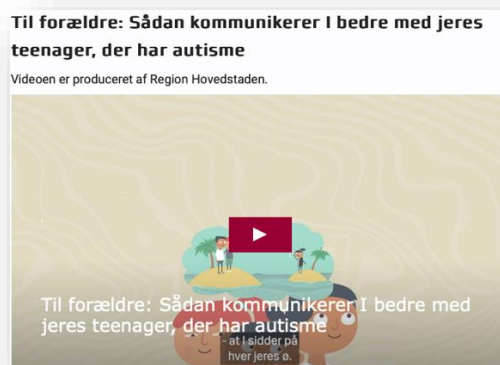 Til forældre: Sådan kommunikerer I bedre med jeres
teenager, der har autisme
Videoen er produceret af Region Hovedstaden.
Til forældre: Sådan kommunikerer I bedre med
jeres teenager, der har autisme
- at I sidder på
hver jeres ø.